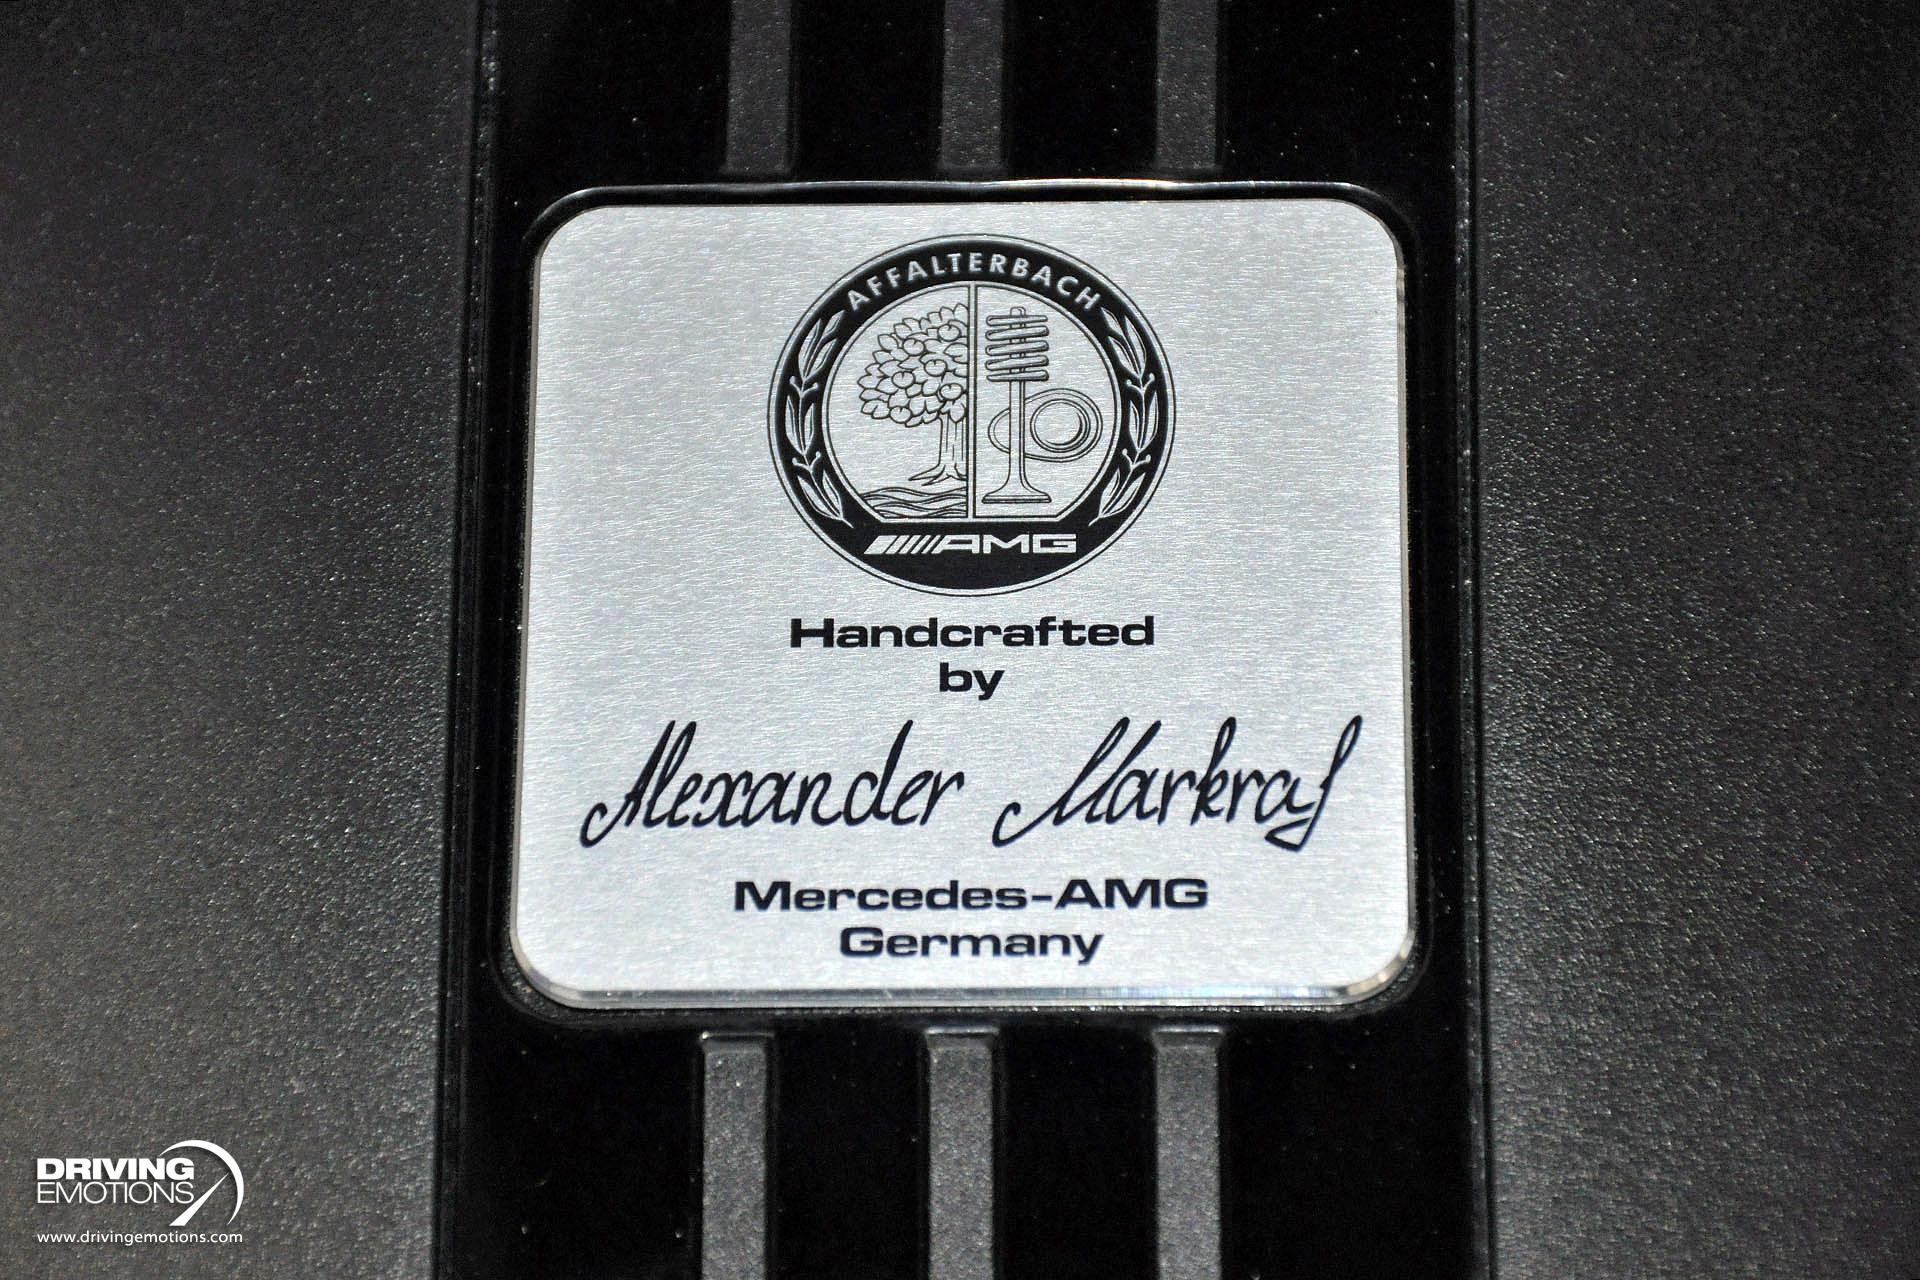 AFFALTERBACH
AMG
Handcrafted
by
Alexander Markraf
Mercedes-AMG
Germany
DRIVING
EMOTIONS
www.drivingemotions.com